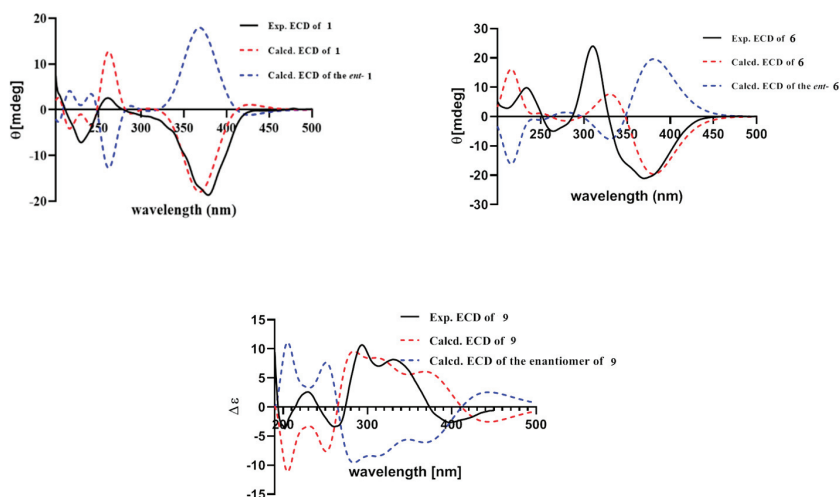 20
10
0
-10
-20
θ[mdeg]
250
300
350
400
450
500
wavelength (nm)
Exp. ECD of 1
Calcd. ECD of 1
Calcd. ECD of the ent- 1
30
20
10
0
-10
-20
-30
θ[mdeg]
250
300
350
400
450
500
wavelength (nm)
Exp. ECD of 6
Calcd. ECD of 6
Calcd. ECD of the ent- 6
15
10
5
0
-5
-10
-15
Δε
200
300
400
500
wavelength [nm]
Exp. ECD of 9
Calcd. ECD of 9
Calcd. ECD of the enantiomer of 9